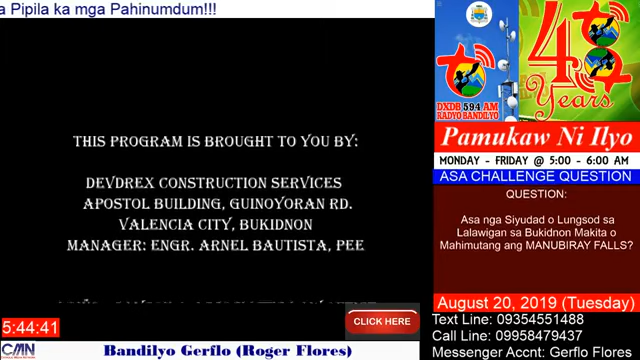 a Pipila ka mga Pahinumdum!!!
THIS PROGRAM IS BROUGHT TO YOU BY:
DEVDREX CONSTRUCTION SERVICES
APOSTOL BUILDING, GUINOYORAN RD.
VALENCIA CITY, BUKIDNON
MANAGER: ENGR. ARNEL BAUTISTA, PEE
5:44:41
CLICK HERE
CMN
Bandilyo Gerflo (Roger Flores)
DXDB 594 AM
RADYO BANDILYO
48
Years
Pamukaw Ni Ilyo
MONDAY - FRIDAY @ 5:00 - 6:00 AM
ASA CHALLENGE QUESTION
QUESTION:
Asa nga Siyudad o Lungsod sa
Lalawigan sa Bukidnon Makita o
Mahimutang ang MANUBIRAY FALLS?
August 20, 2019 (Tuesday)
Text Line: 09354551488
Call Line: 09958479437
Messenger Accnt: Gerflo Flores